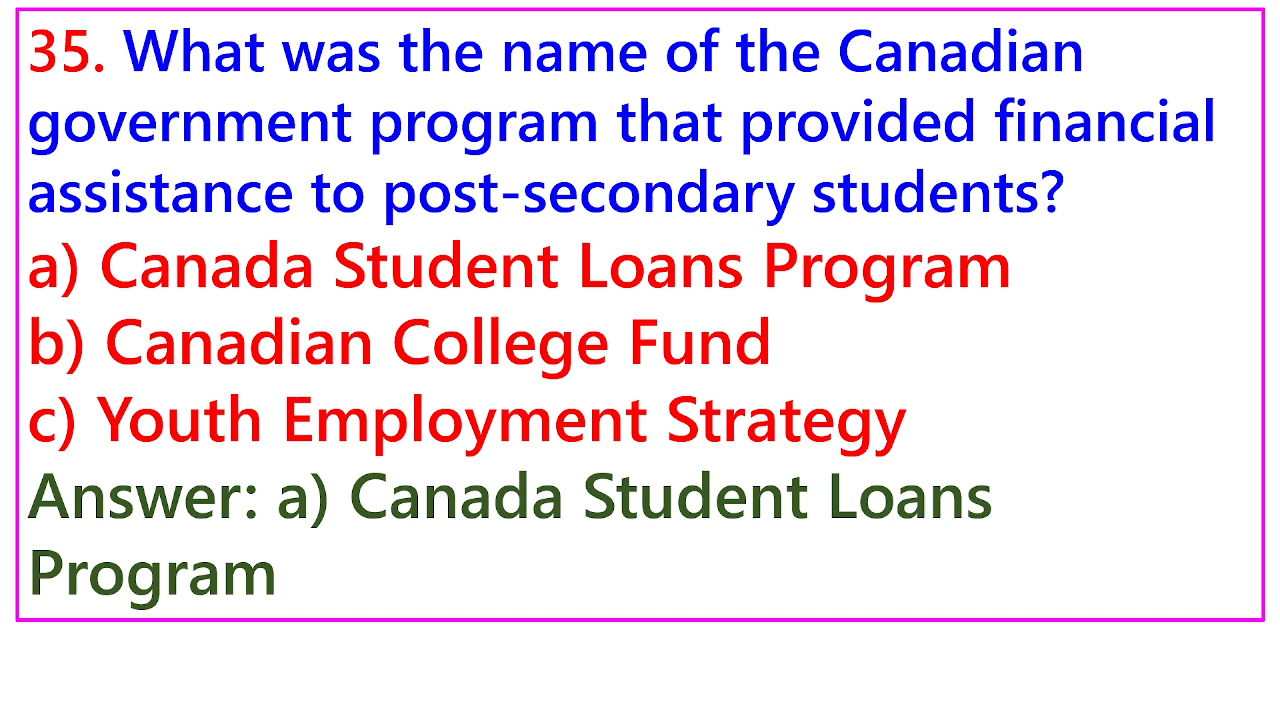 35. What was the name of the Canadian
government program that provided financial
assistance to post-secondary students?
a) Canada Student Loans Program
b) Canadian College Fund
c) Youth Employment Strategy
Answer: a) Canada Student Loans
Program